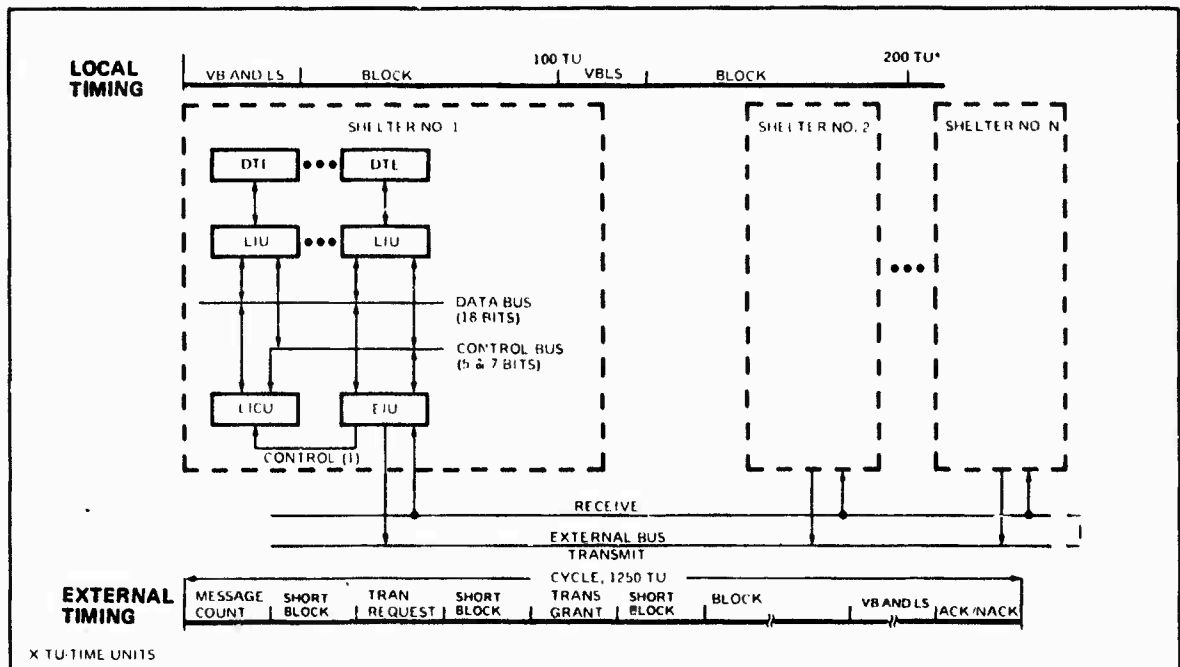 LOCAL TIMING
VB AND LS
BLOCK
100 TU
VBLS
BLOCK
200 TU*
SHELTER NO. 1
SHELTER NO. 2
SHELTER NO. N
DTE
DTE
LIU
LIU
DATA BUS
(18 BITS)
CONTROL BUS
(5 & 7 BITS)
LICU
EIU
CONTROL (1)
RECEIVE
EXTERNAL BUS
TRANSMIT
CYCLE, 1250 TU
EXTERNAL TIMING
MESSAGE COUNT
SHORT BLOCK
TRAN REQUEST
SHORT BLOCK
TRANS GRANT
SHORT BLOCK
BLOCK
VB AND LS
ACK/NACK
X TU-TIME UNITS